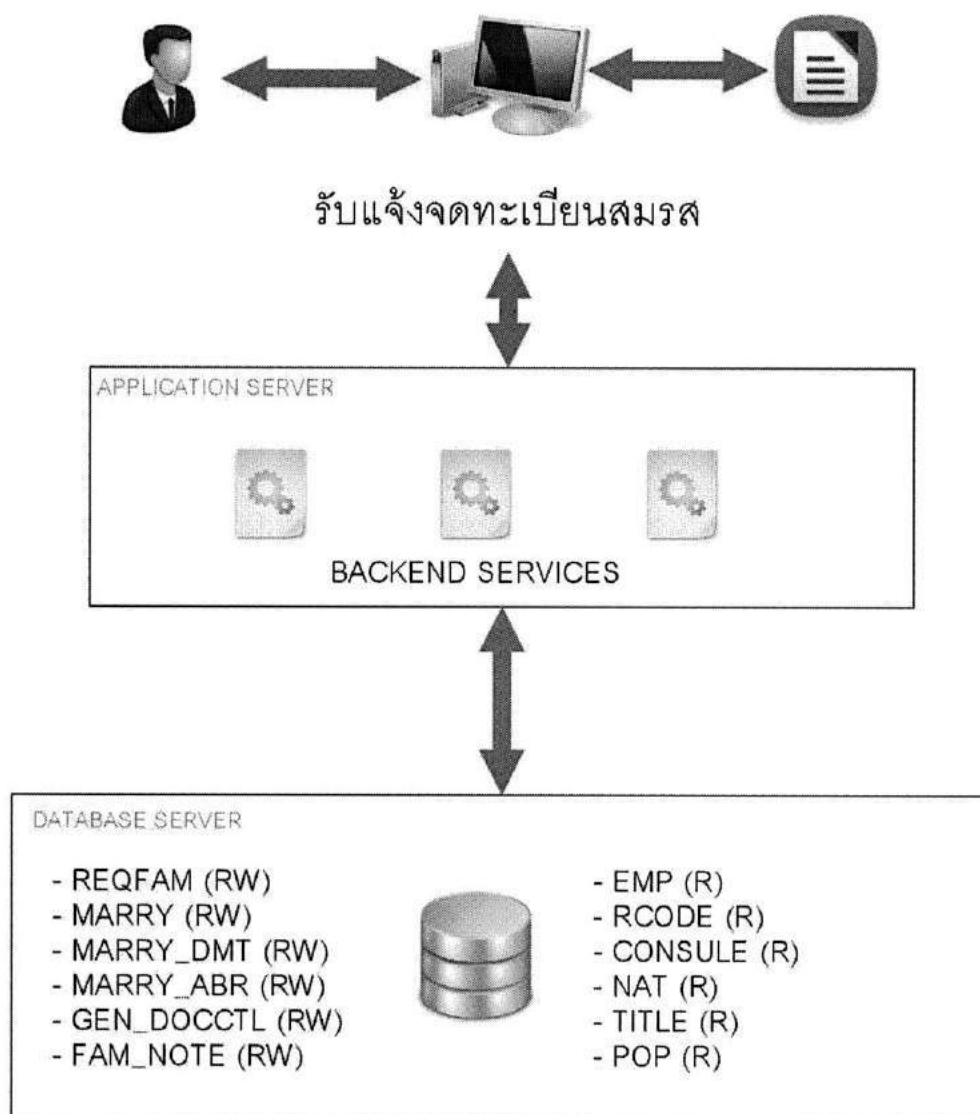 รับแจ้งจดทะเบียนสมรส
APPLICATION SERVER
BACKEND SERVICES
DATABASE SERVER
- REQFAM (RW)
- MARRY (RW)
- MARRY_DMT (RW)
- MARRY_ABR (RW)
- GEN_DOCCTL (RW)
- FAM_NOTE (RW)
- EMP (R)
- RCODE (R)
- CONSULE (R)
- NAT (R)
- TITLE (R)
- POP (R)